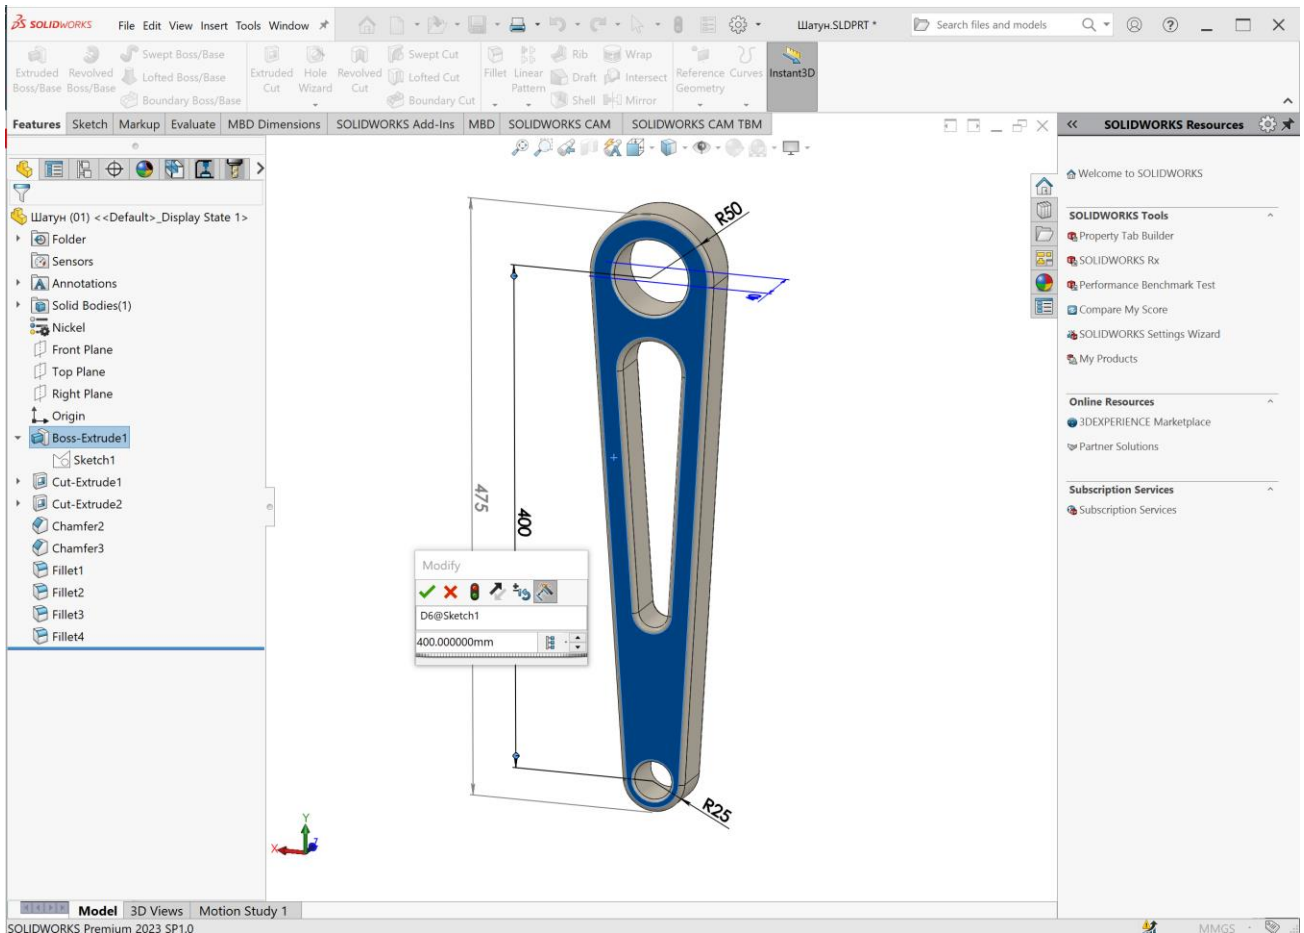 SOLIDWORKS File Edit View Insert Tools Window Шатун.SLDPRT * Search files and models
Extruded Boss/Base
Revolved Boss/Base
Swept Boss/Base
Lofted Boss/Base
Boundary Boss/Base
Extruded Cut
Hole Wizard
Revolved Cut
Swept Cut
Lofted Cut
Boundary Cut
Fillet
Linear Pattern
Rib
Draft
Shell
Wrap
Intersect
Mirror
Reference Geometry
Curves
Instant3D
Features Sketch Markup Evaluate MBD Dimensions SOLIDWORKS Add-Ins MBD SOLIDWORKS CAM SOLIDWORKS CAM TBM
Шатун (01) <<Default>_Display State 1>
Folder
Sensors
Annotations
Solid Bodies(1)
Nickel
Front Plane
Top Plane
Right Plane
Origin
Boss-Extrude1
Sketch1
Cut-Extrude1
Cut-Extrude2
Chamfer2
Chamfer3
Fillet1
Fillet2
Fillet3
Fillet4
R50
475
400
R25
Modify
D6@Sketch1
400.000000mm
Y
X
Z
SOLIDWORKS Resources
Welcome to SOLIDWORKS
SOLIDWORKS Tools
Property Tab Builder
SOLIDWORKS Rx
Performance Benchmark Test
Compare My Score
SOLIDWORKS Settings Wizard
My Products
Online Resources
3DEXPERIENCE Marketplace
Partner Solutions
Subscription Services
Subscription Services
Model 3D Views Motion Study 1
SOLIDWORKS Premium 2023 SP1.0 MMGS